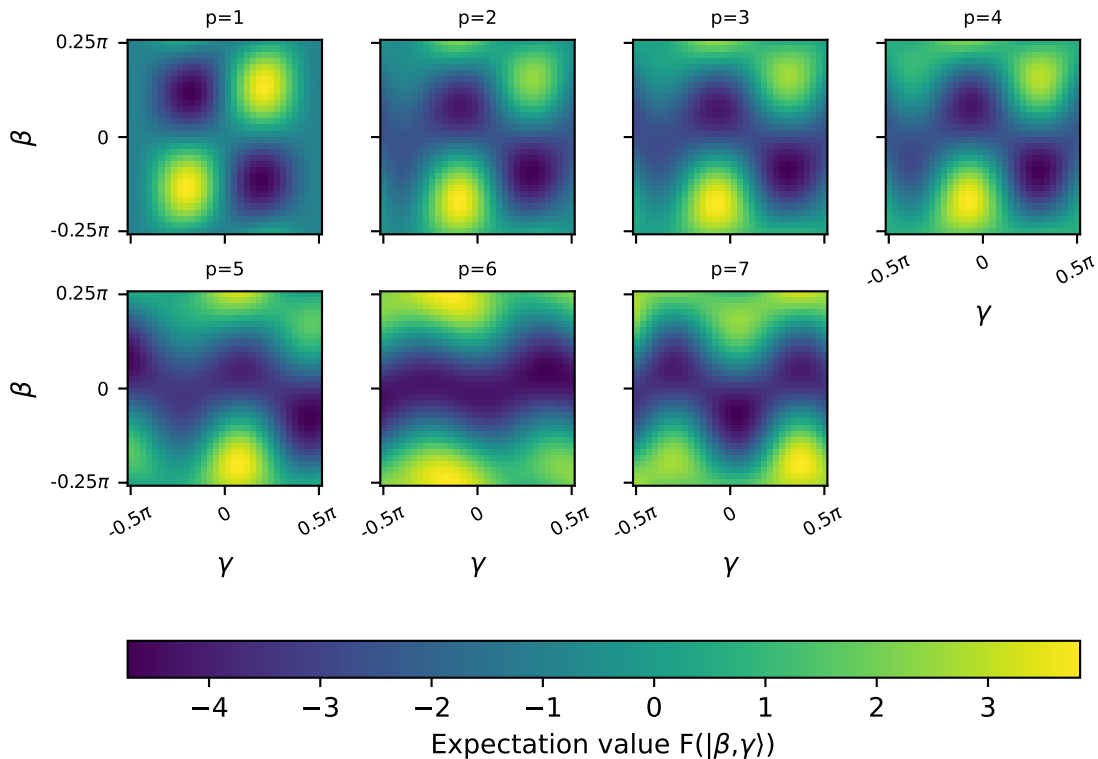 p=1 p=2 p=3 p=4
0.25π
0
-0.25π
β
-0.5π 0 0.5π
γ
p=5 p=6 p=7
0.25π
0
-0.25π
β
-0.5π 0 0.5π -0.5π 0 0.5π -0.5π 0 0.5π
γ γ γ
−4 −3 −2 −1 0 1 2 3
Expectation value F(|β,γ⟩)